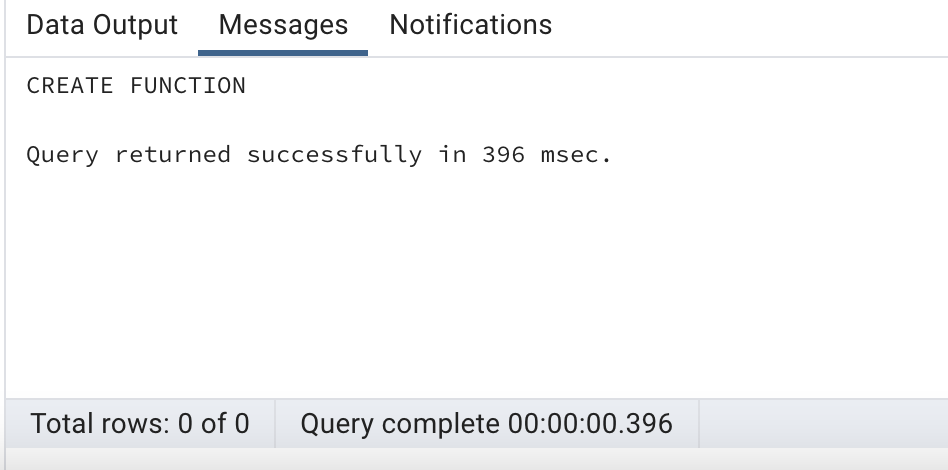 Data Output Messages Notifications
CREATE FUNCTION
Query returned successfully in 396 msec.
Total rows: 0 of 0 Query complete 00:00:00.396